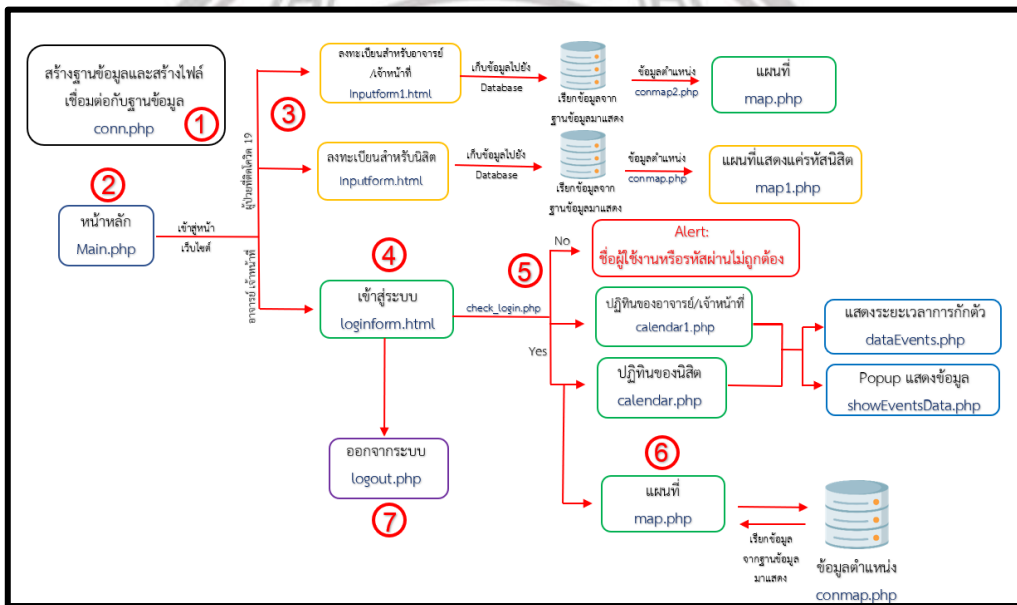 สร้างฐานข้อมูลและสร้างไฟล์
เชื่อมต่อกับฐานข้อมูล
conn.php
1
2
หน้าหลัก
Main.php
เข้าสู่หน้า
เว็บไซต์
3
ผู้ป่วยที่ติดโควิด 19
อาจารย์ เจ้าหน้าที่
ลงทะเบียนสำหรับอาจารย์
/เจ้าหน้าที่
Inputform1.html
เก็บข้อมูลไปยัง
Database
เรียกข้อมูลจาก
ฐานข้อมูลมาแสดง
ข้อมูลตำแหน่ง
conmap2.php
แผนที่
map.php
ลงทะเบียนสำหรับนิสิต
Inputform.html
เก็บข้อมูลไปยัง
Database
เรียกข้อมูลจาก
ฐานข้อมูลมาแสดง
ข้อมูลตำแหน่ง
conmap.php
แผนที่แสดงแค่รหัสนิสิต
map1.php
4
เข้าสู่ระบบ
loginform.html
check_login.php
5
No
Yes
Alert:
ชื่อผู้ใช้งานหรือรหัสผ่านไม่ถูกต้อง
ปฏิทินของอาจารย์/เจ้าหน้าที่
calendar1.php
ปฏิทินของนิสิต
calendar.php
แสดงระยะเวลาการกักตัว
dataEvents.php
Popup แสดงข้อมูล
showEventsData.php
6
แผนที่
map.php
เรียกข้อมูล
จากฐานข้อมูล
มาแสดง
ข้อมูลตำแหน่ง
conmap.php
ออกจากระบบ
logout.php
7